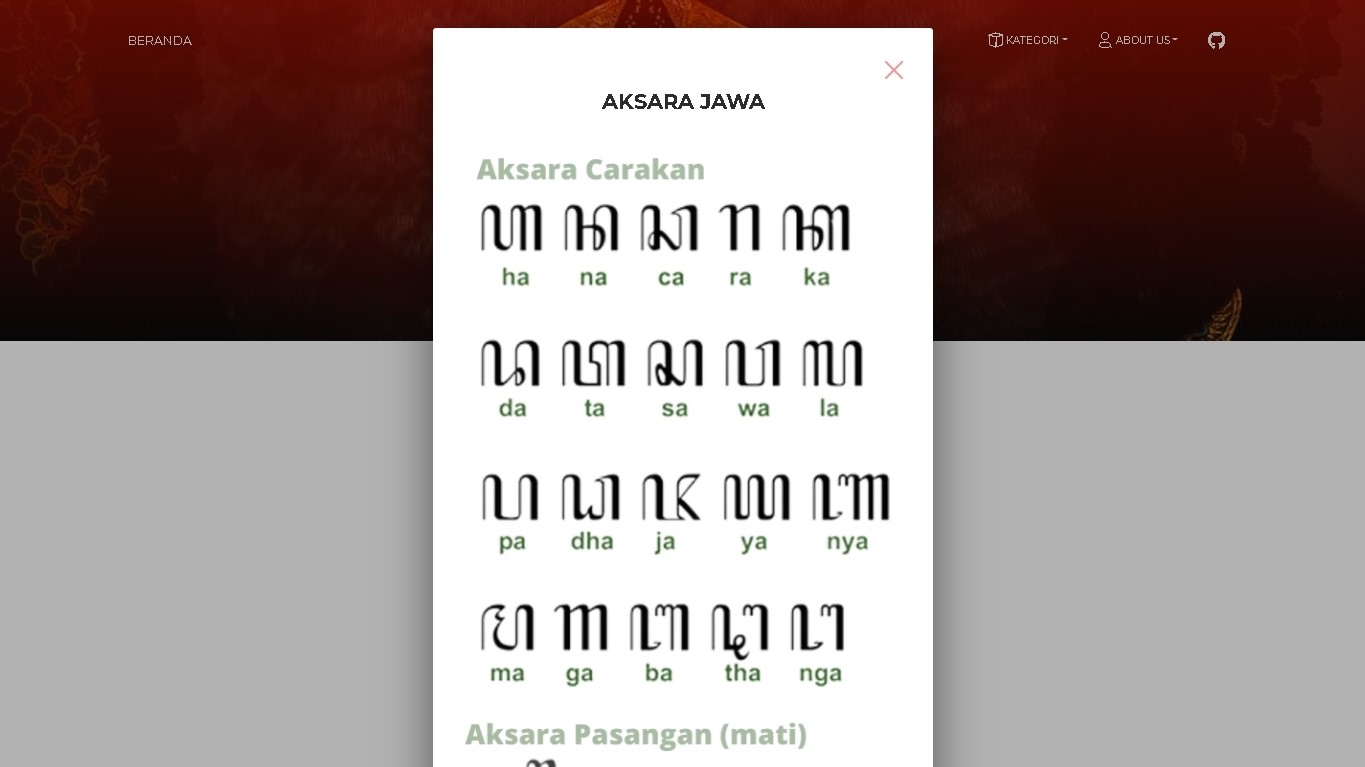 BERANDA
KATEGORI
ABOUT US
AKSARA JAWA
Aksara Carakan
ꦲ ꦤ ꦕ ꦫ ꦏ
ha na ca ra ka
ꦢ ꦠ ꦱ ꦮ ꦭ
da ta sa wa la
ꦥ ꦝ ꦗ ꦪ ꦚ
pa dha ja ya nya
ꦩ ꦒ ꦧ ꦛ ꦔ
ma ga ba tha nga
Aksara Pasangan (mati)